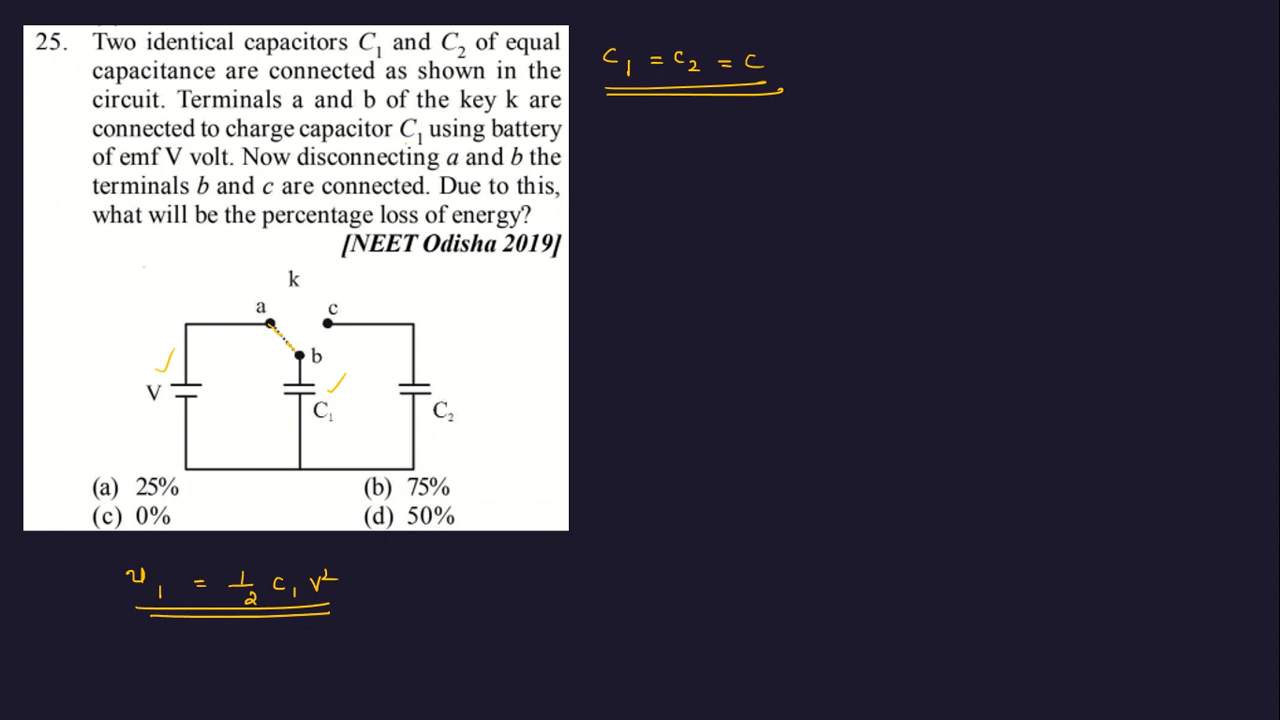 25. Two identical capacitors C₁ and C₂ of equal
capacitance are connected as shown in the
circuit. Terminals a and b of the key k are
connected to charge capacitor C₁ using battery
of emf V volt. Now disconnecting a and b the
terminals b and c are connected. Due to this,
what will be the percentage loss of energy?
[NEET Odisha 2019]
C₁ = C₂ = C
k
a c
b
V
C₁ C₂
(a) 25% (b) 75%
(c) 0% (d) 50%
U₁ = 1/2 C₁ V²